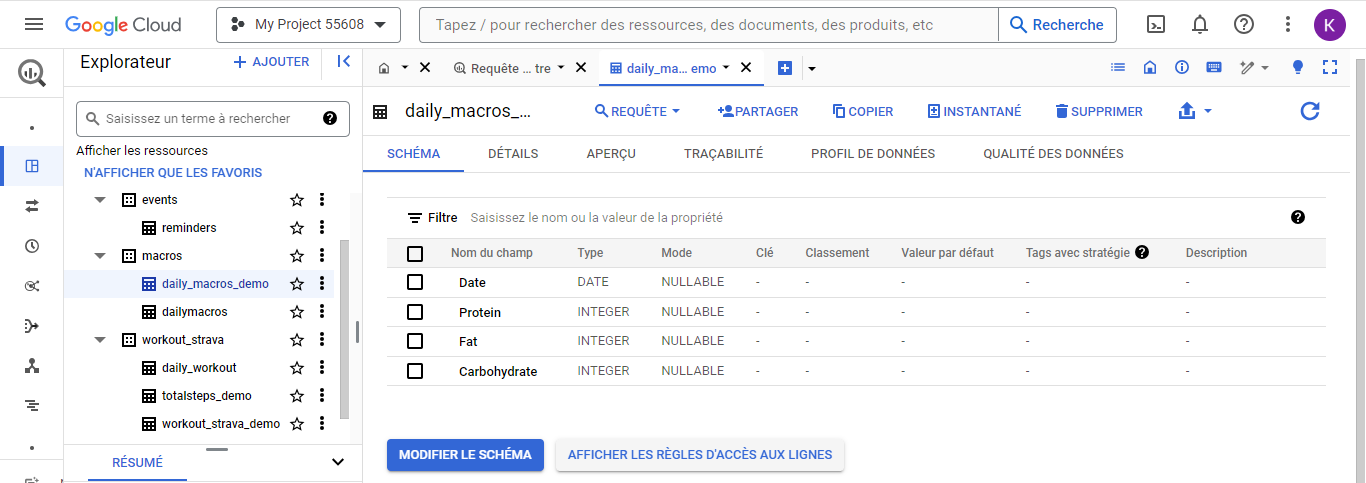 Google Cloud
My Project 55608
Tapez / pour rechercher des ressources, des documents, des produits, etc
Recherche
K
Explorateur
AJOUTER
Saisissez un terme à rechercher
Afficher les ressources
N'AFFICHER QUE LES FAVORIS
events
reminders
macros
daily_macros_demo
dailymacros
workout_strava
daily_workout
totalsteps_demo
workout_strava_demo
RÉSUMÉ
Requête ... tre
daily_ma... emo
daily_macros_...
REQUÊTE
PARTAGER
COPIER
INSTANTANÉ
SUPPRIMER
SCHÉMA DÉTAILS APERÇU TRAÇABILITÉ PROFIL DE DONNÉES QUALITÉ DES DONNÉES
Filtre Saisissez le nom ou la valeur de la propriété
Nom du champ Type Mode Clé Classement Valeur par défaut Tags avec stratégie Description
Date DATE NULLABLE - - - - -
Protein INTEGER NULLABLE - - - - -
Fat INTEGER NULLABLE - - - - -
Carbohydrate INTEGER NULLABLE - - - - -
MODIFIER LE SCHÉMA
AFFICHER LES RÈGLES D'ACCÈS AUX LIGNES